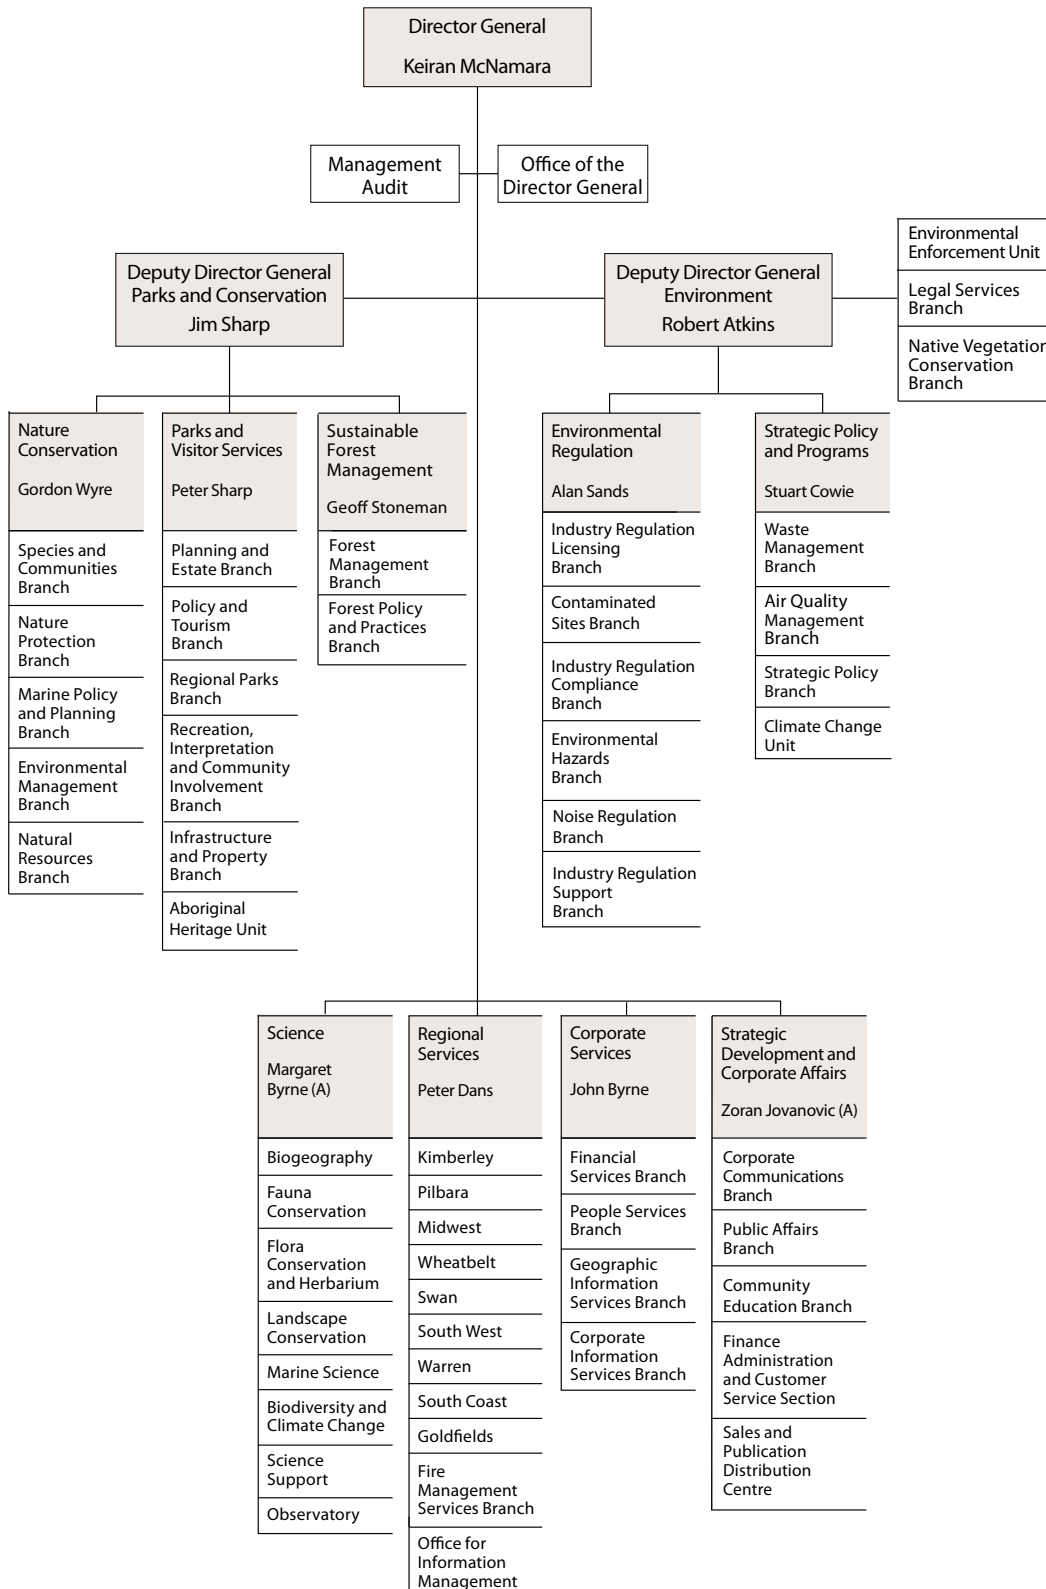 Director General
Keiran McNamara
Management
Audit
Office of the
Director General
Environmental
Enforcement Unit
Legal Services
Branch
Native Vegetation
Conservation
Branch
Deputy Director General
Parks and Conservation
Jim Sharp
Deputy Director General
Environment
Robert Atkins
Nature
Conservation
Gordon Wyre
Species and
Communities
Branch
Nature
Protection
Branch
Marine Policy
and Planning
Branch
Environmental
Management
Branch
Natural
Resources
Branch
Parks and
Visitor Services
Peter Sharp
Planning and
Estate Branch
Policy and
Tourism
Branch
Regional Parks
Branch
Recreation,
Interpretation
and Community
Involvement
Branch
Infrastructure
and Property
Branch
Aboriginal
Heritage Unit
Sustainable
Forest
Management
Geoff Stoneman
Forest
Management
Branch
Forest Policy
and Practices
Branch
Environmental
Regulation
Alan Sands
Industry Regulation
Licensing
Branch
Contaminated
Sites Branch
Industry Regulation
Compliance
Branch
Environmental
Hazards
Branch
Noise Regulation
Branch
Industry Regulation
Support
Branch
Strategic Policy
and Programs
Stuart Cowie
Waste
Management
Branch
Air Quality
Management
Branch
Strategic Policy
Branch
Climate Change
Unit
Science
Margaret
Byrne (A)
Biogeography
Fauna
Conservation
Flora
Conservation
and Herbarium
Landscape
Conservation
Marine Science
Biodiversity and
Climate Change
Science
Support
Observatory
Regional
Services
Peter Dans
Kimberley
Pilbara
Midwest
Wheatbelt
Swan
South West
Warren
South Coast
Goldfields
Fire
Management
Services Branch
Office for
Information
Management
Corporate
Services
John Byrne
Financial
Services Branch
People Services
Branch
Geographic
Information
Services Branch
Corporate
Information
Services Branch
Strategic
Development and
Corporate Affairs
Zoran Jovanovic (A)
Corporate
Communications
Branch
Public Affairs
Branch
Community
Education Branch
Finance
Administration
and Customer
Service Section
Sales and
Publication
Distribution
Centre